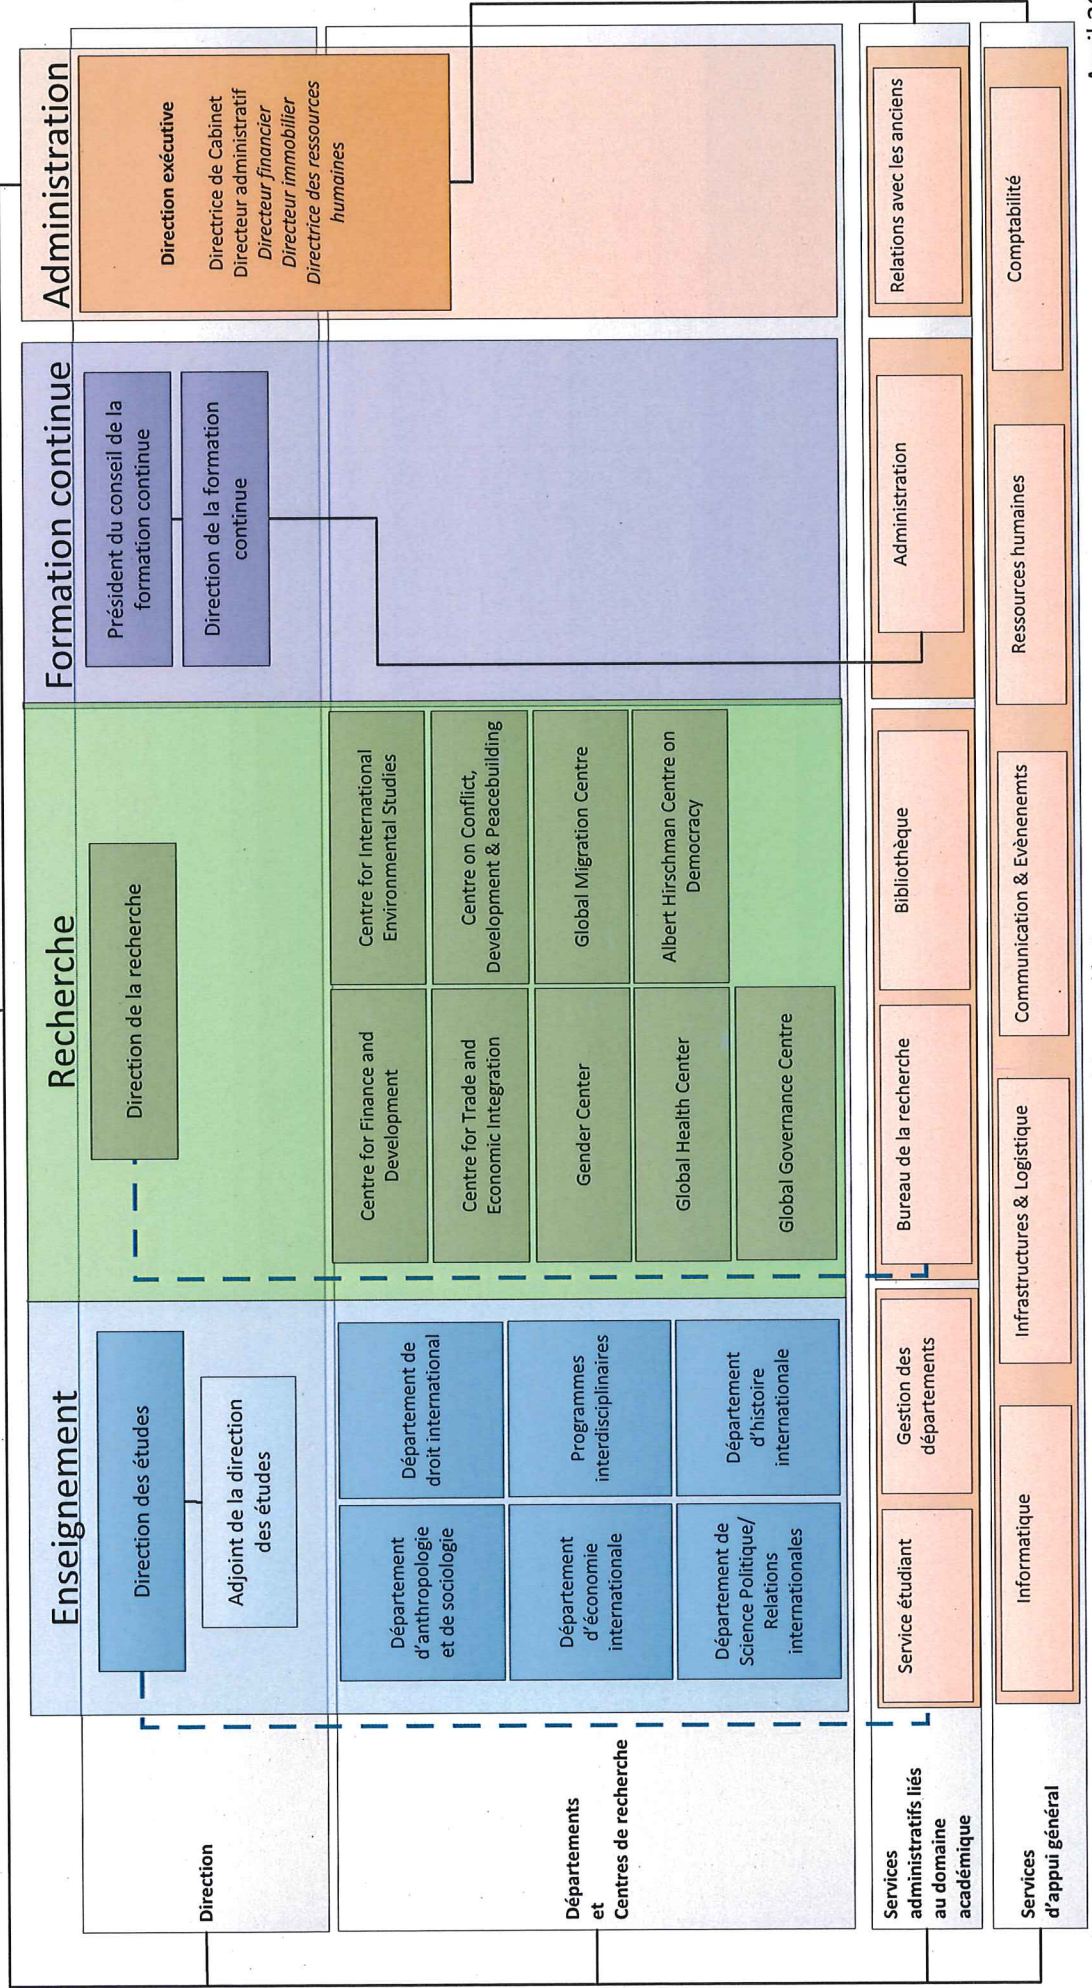 Enseignement
Recherche
Formation continue
Administration
Direction
Direction des études
Adjoint de la direction
des études
Direction de la recherche
Président du conseil de la
formation continue
Direction de la formation
continue
Direction exécutive
Directrice de Cabinet
Directeur administratif
Directeur financier
Directeur immobilier
Directrice des ressources
humaines
Départements
et
Centres de recherche
Département
d'anthropologie
et de sociologie
Département de
droit international
Département
d'économie
internationale
Programmes
interdisciplinaires
Département de
Science Politique/
Relations
internationales
Département
d'histoire
internationale
Centre for Finance and
Development
Centre for International
Environmental Studies
Centre for Trade and
Economic Integration
Centre on Conflict,
Development & Peacebuilding
Gender Center
Global Migration Centre
Global Health Center
Albert Hirschman Centre on
Democracy
Global Governance Centre
Services
administratifs liés
au domaine
académique
Service étudiant
Gestion des
départements
Bureau de la recherche
Bibliothèque
Administration
Relations avec les anciens
Services
d'appui général
Informatique
Infrastructures & Logistique
Communication & Evènememts
Ressources humaines
Comptabilité